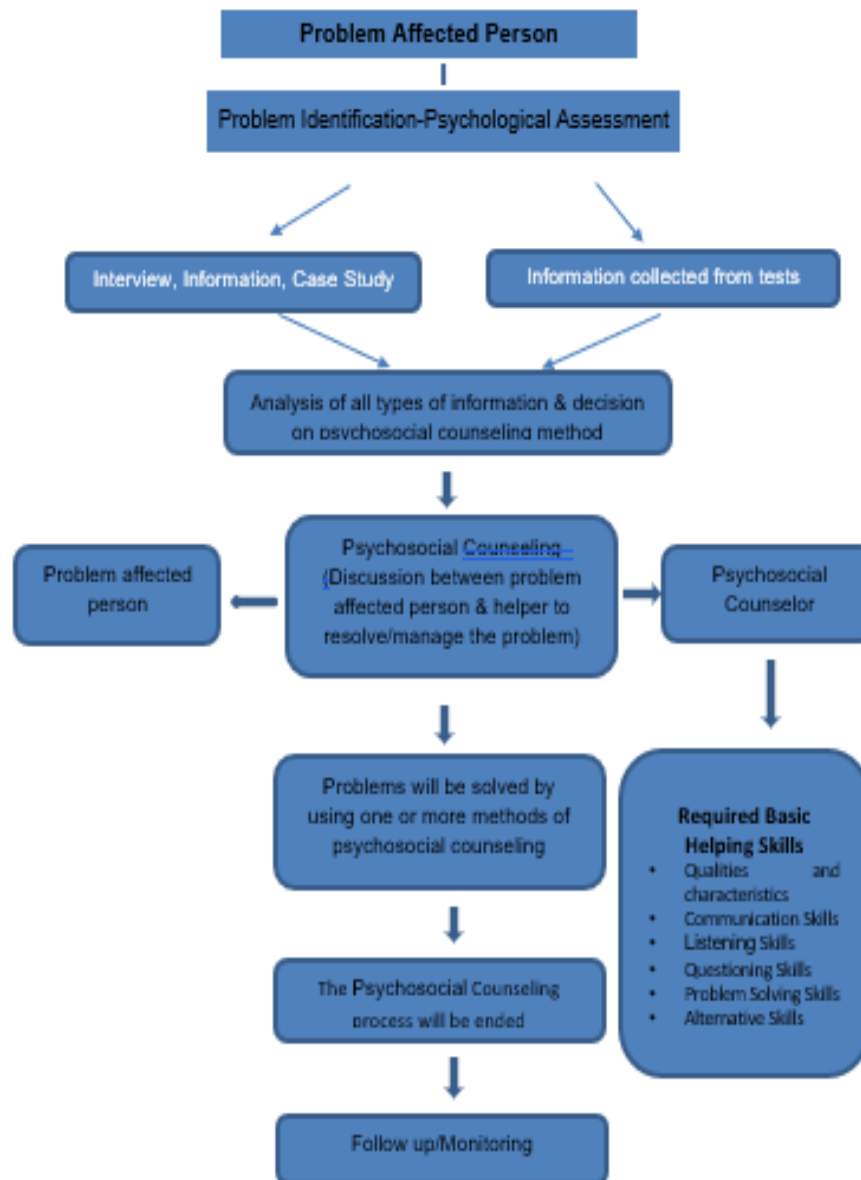 Problem Affected Person
Problem Identification-Psychological Assessment
Interview, Information, Case Study
Information collected from tests
Analysis of all types of information & decision
on psychosocial counseling method
Problem affected
person
Psychosocial Counseling
(Discussion between problem
affected person & helper to
resolve/manage the problem)
Psychosocial
Counselor
Problems will be solved by
using one or more methods of
psychosocial counseling
Required Basic
Helping Skills
• Qualities and
characteristics
• Communication Skills
• Listening Skills
• Questioning Skills
• Problem Solving Skills
• Alternative Skills
The Psychosocial Counseling
process will be ended
Follow up/Monitoring